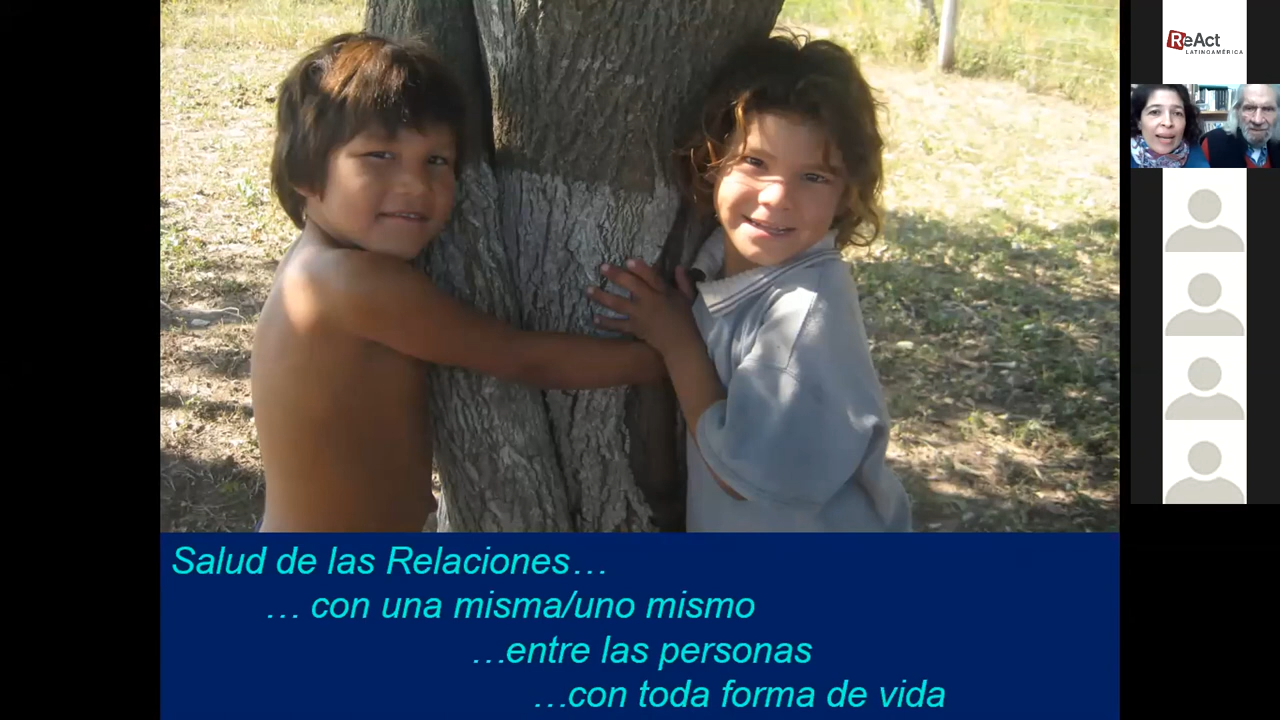 Salud de las Relaciones…
… con una misma/uno mismo
…entre las personas
…con toda forma de vida
ReAct
LATINOAMÉRICA